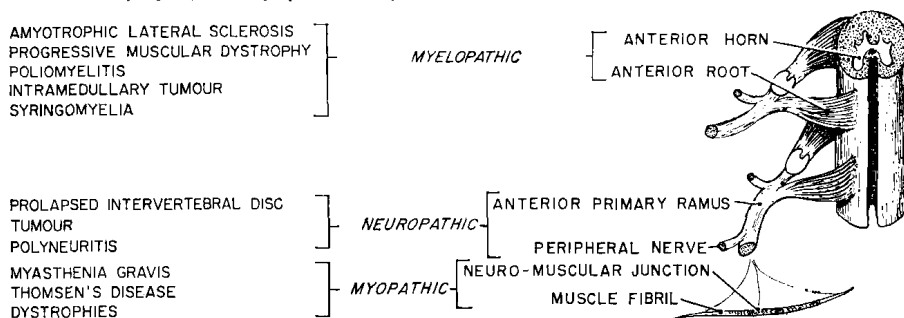 AMYOTROPHIC LATERAL SCLEROSIS
PROGRESSIVE MUSCULAR DYSTROPHY
POLIOMYELITIS
INTRAMEDULLARY TUMOUR
SYRINGOMYELIA
MYELOPATHIC
ANTERIOR HORN
ANTERIOR ROOT
PROLAPSED INTERVERTEBRAL DISC
TUMOUR
POLYNEURITIS
NEUROPATHIC
ANTERIOR PRIMARY RAMUS
PERIPHERAL NERVE
MYASTHENIA GRAVIS
THOMSEN'S DISEASE
DYSTROPHIES
MYOPATHIC
NEURO-MUSCULAR JUNCTION
MUSCLE FIBRIL